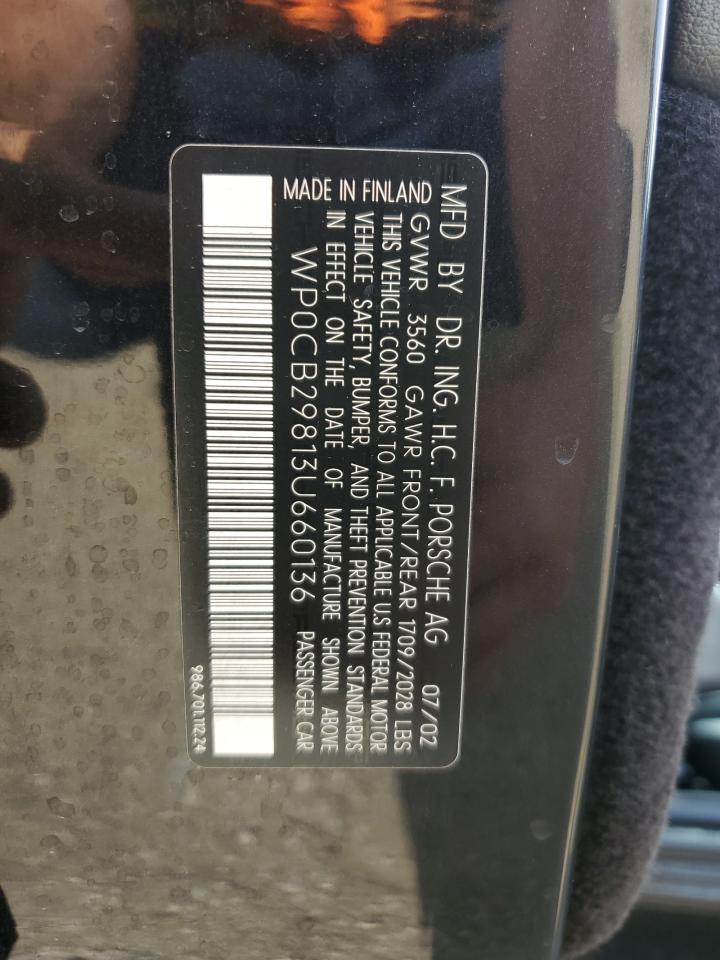 MFD BY DR. ING. H.C. F. PORSCHE AG 07/02
GVWR 3560 GAWR FRONT/REAR 1709/2028 LBS
THIS VEHICLE CONFORMS TO ALL APPLICABLE US FEDERAL MOTOR
VEHICLE SAFETY, BUMPER, AND THEFT PREVENTION STANDARDS
IN EFFECT ON THE DATE OF MANUFACTURE SHOWN ABOVE
MADE IN FINLAND WP0CB29813U660136 PASSENGER CAR
986.701.112.24